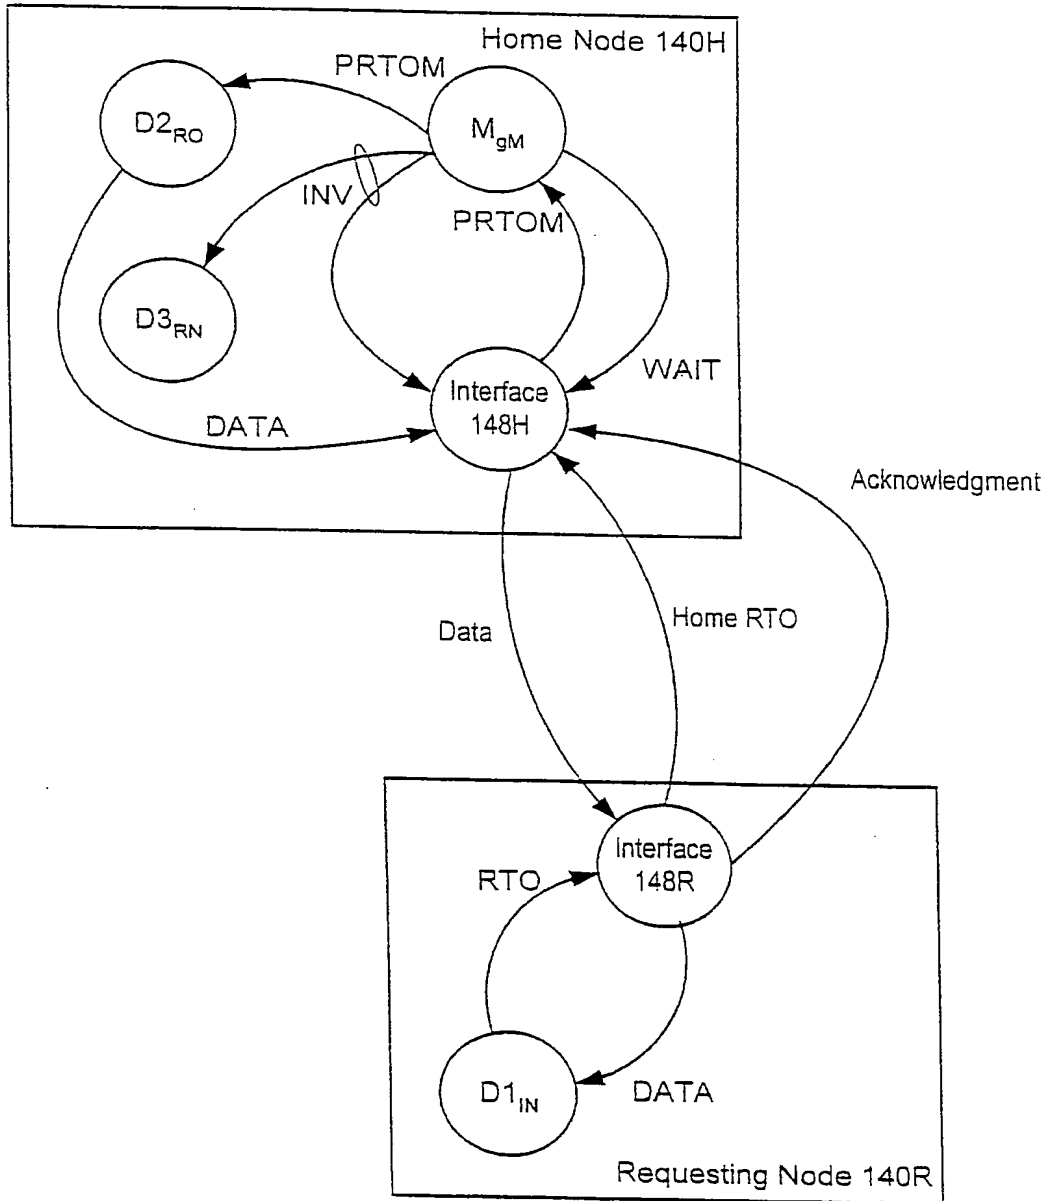 Home Node 140H
PRTOM
D2RO
MgM
INV
PRTOM
D3RN
WAIT
Interface
148H
DATA
Acknowledgment
Data
Home RTO
Interface
148R
RTO
D1IN
DATA
Requesting Node 140R